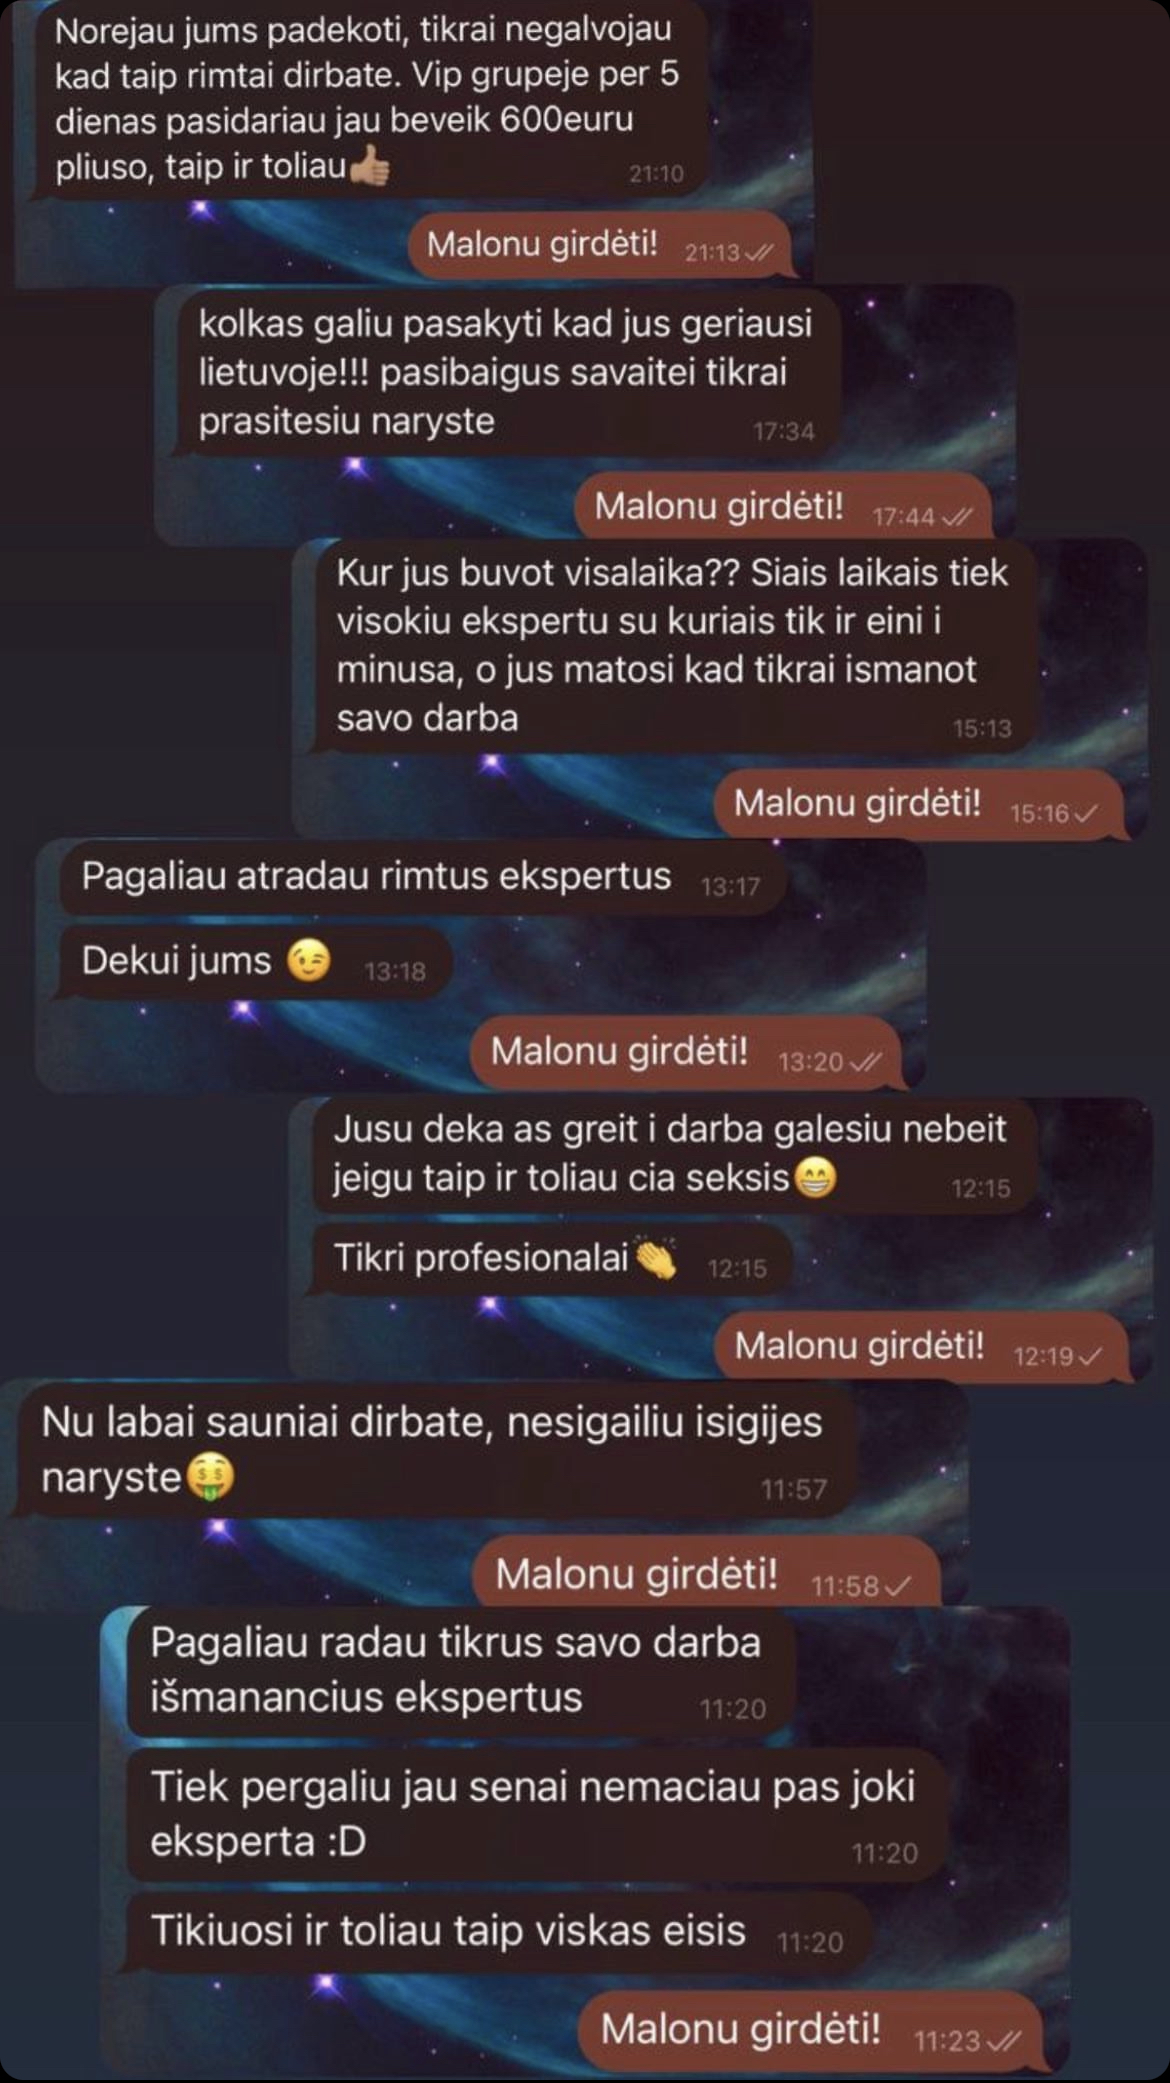 Norejau jums padekoti, tikrai negalvojau
kad taip rimtai dirbate. Vip grupeje per 5
dienas pasidariau jau beveik 600euru
pliuso, taip ir toliau👍🏼 21:10
Malonu girdėti! 21:13
kolkas galiu pasakyti kad jus geriausi
lietuvoje!!! pasibaigus savaitei tikrai
prasitesiu naryste 17:34
Malonu girdėti! 17:44
Kur jus buvot visalaika?? Siais laikais tiek
visokiu ekspertu su kuriais tik ir eini i
minusa, o jus matosi kad tikrai ismanot
savo darba 15:13
Malonu girdėti! 15:16
Pagaliau atradau rimtus ekspertus 13:17
Dekui jums 😉 13:18
Malonu girdėti! 13:20
Jusu deka as greit i darba galesiu nebeit
jeigu taip ir toliau cia seksis😁 12:15
Tikri profesionalai👏 12:15
Malonu girdėti! 12:19
Nu labai sauniai dirbate, nesigailiu isigijes
naryste🤑 11:57
Malonu girdėti! 11:58
Pagaliau radau tikrus savo darba
išmanancius ekspertus 11:20
Tiek pergaliu jau senai nemaciau pas joki
eksperta :D 11:20
Tikiuosi ir toliau taip viskas eisis 11:20
Malonu girdėti! 11:23